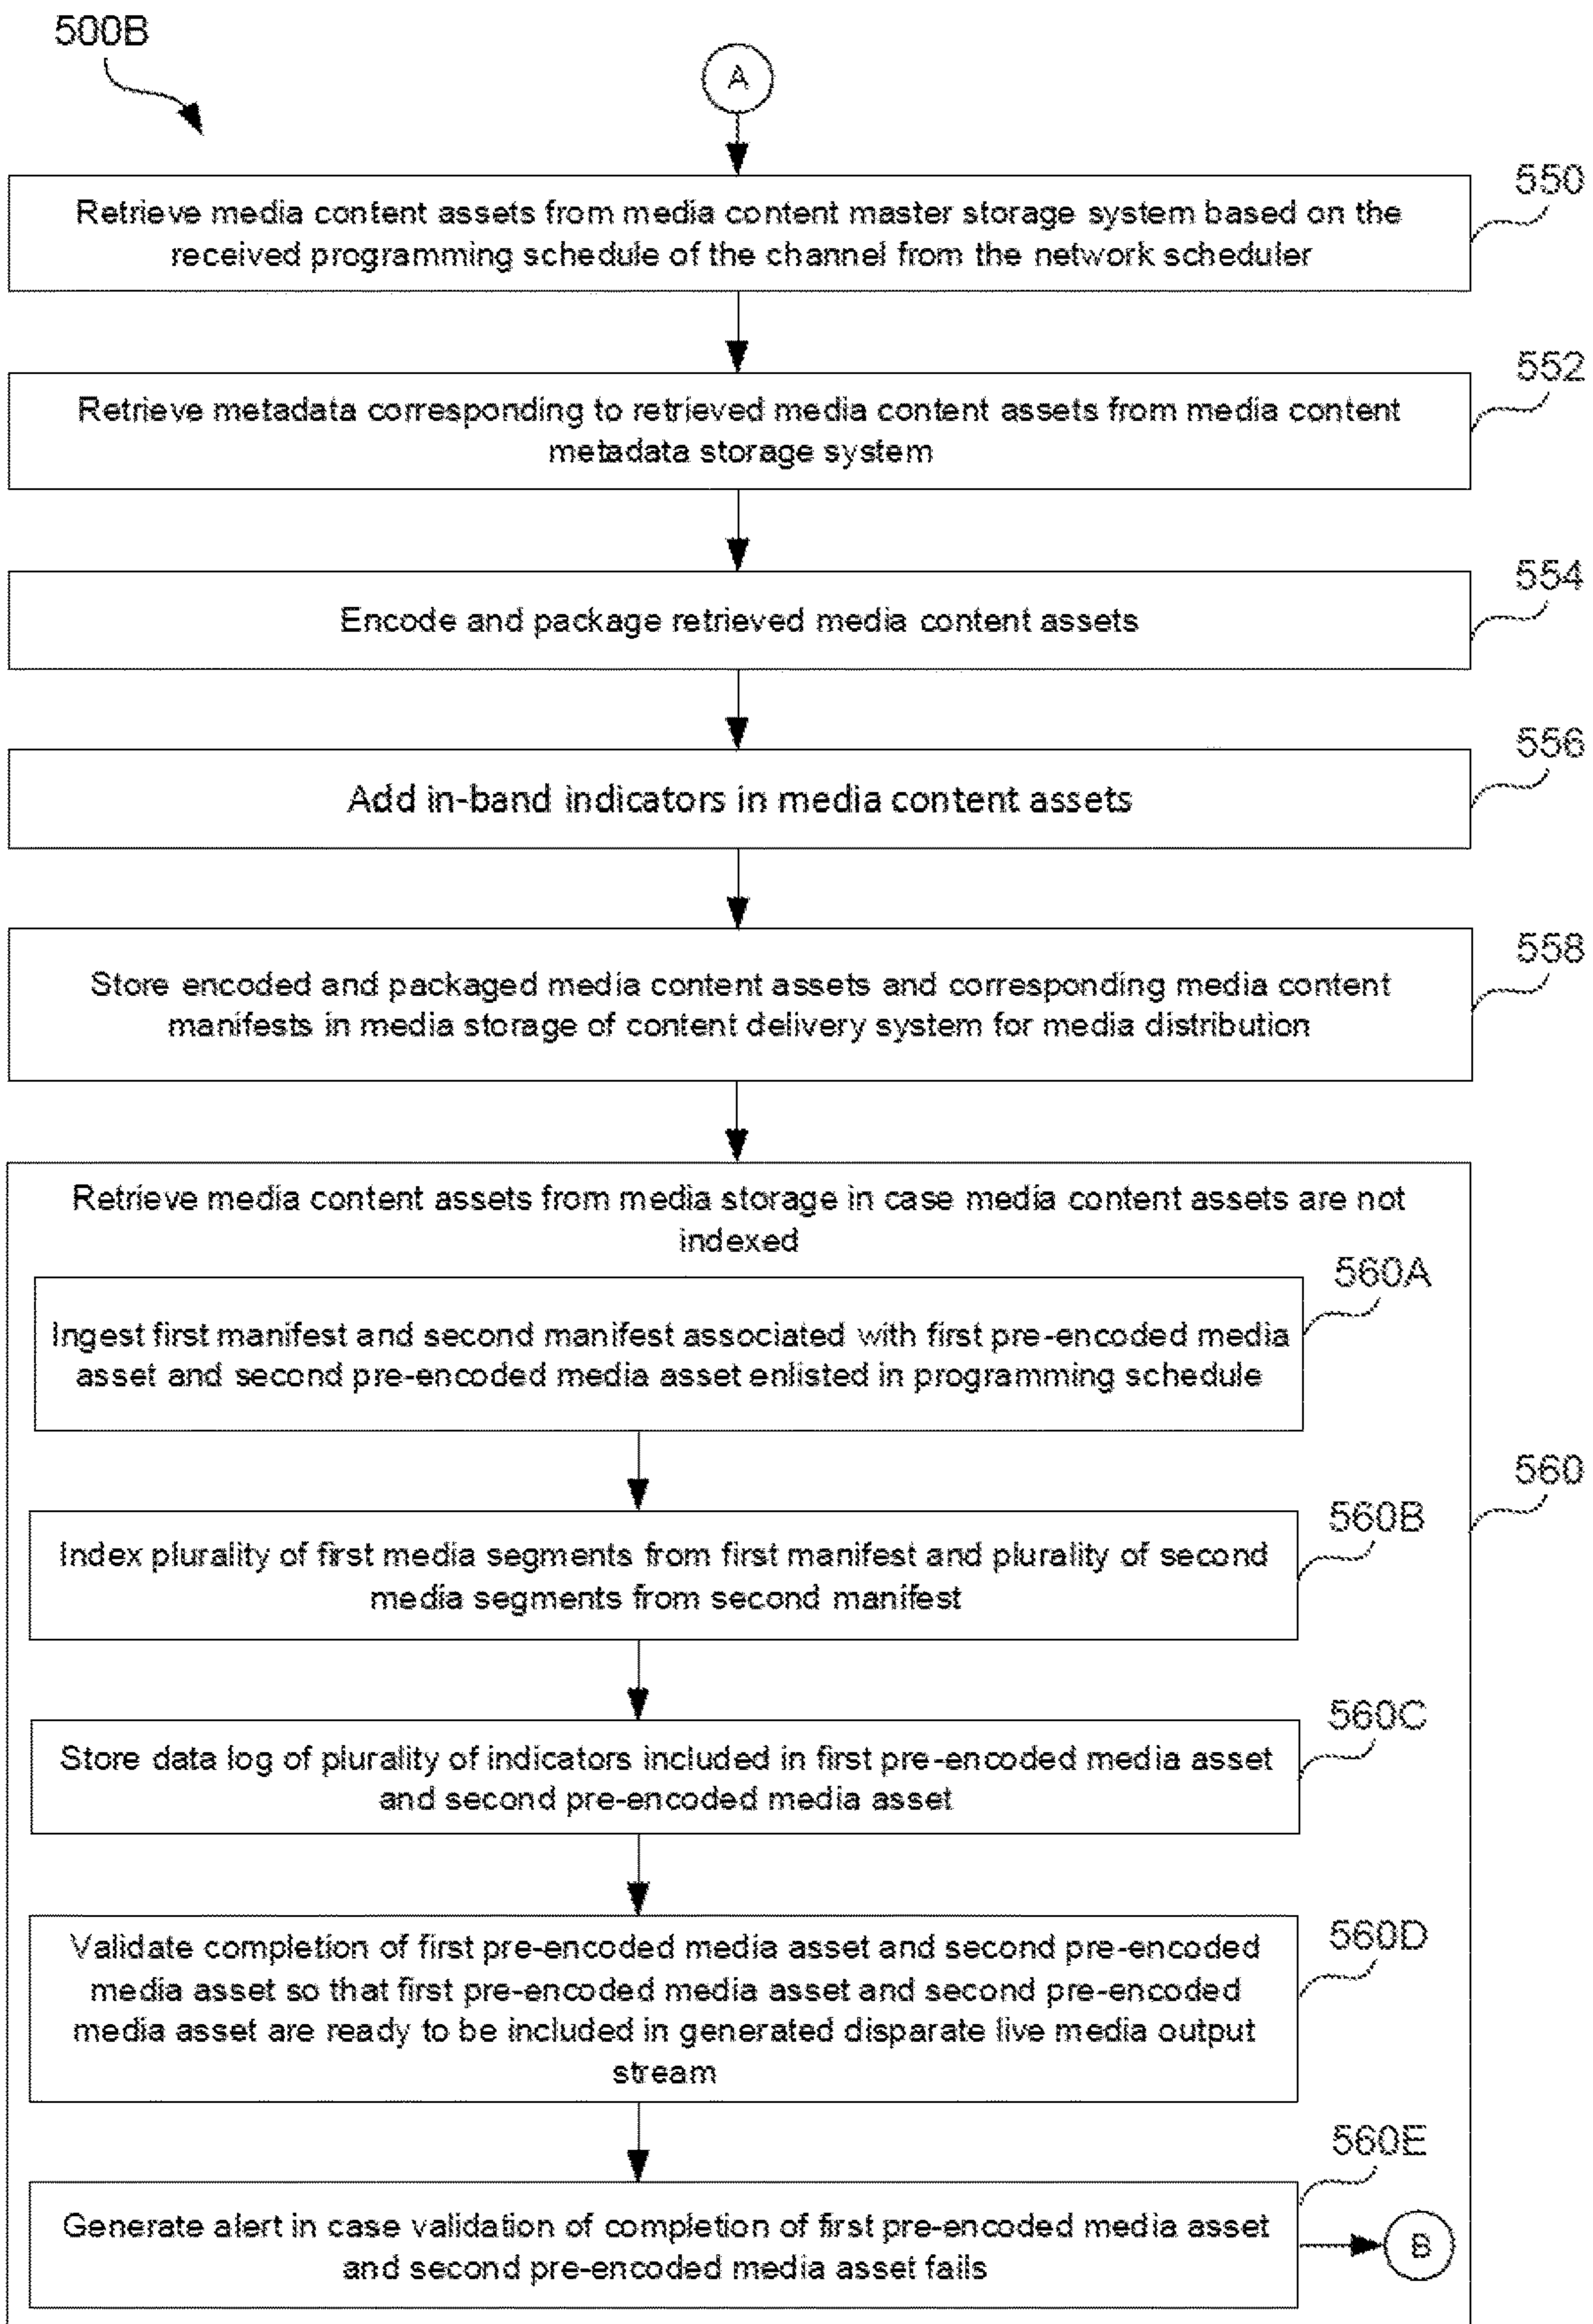 500B
A
550
Retrieve media content assets from media content master storage system based on the
received programming schedule of the channel from the network scheduler
552
Retrieve metadata corresponding to retrieved media content assets from media content
metadata storage system
554
Encode and package retrieved media content assets
556
Add in-band indicators in media content assets
558
Store encoded and packaged media content assets and corresponding media content
manifests in media storage of content delivery system for media distribution
Retrieve media content assets from media storage in case media content assets are not
indexed
560A
Ingest first manifest and second manifest associated with first pre-encoded media
asset and second pre-encoded media asset enlisted in programming schedule
560
560B
Index plurality of first media segments from first manifest and plurality of second
media segments from second manifest
560C
Store data log of plurality of indicators included in first pre-encoded media asset
and second pre-encoded media asset
560D
Validate completion of first pre-encoded media asset and second pre-encoded
media asset so that first pre-encoded media asset and second pre-encoded
media asset are ready to be included in generated disparate live media output
stream
560E
Generate alert in case validation of completion of first pre-encoded media asset
and second pre-encoded media asset fails
B